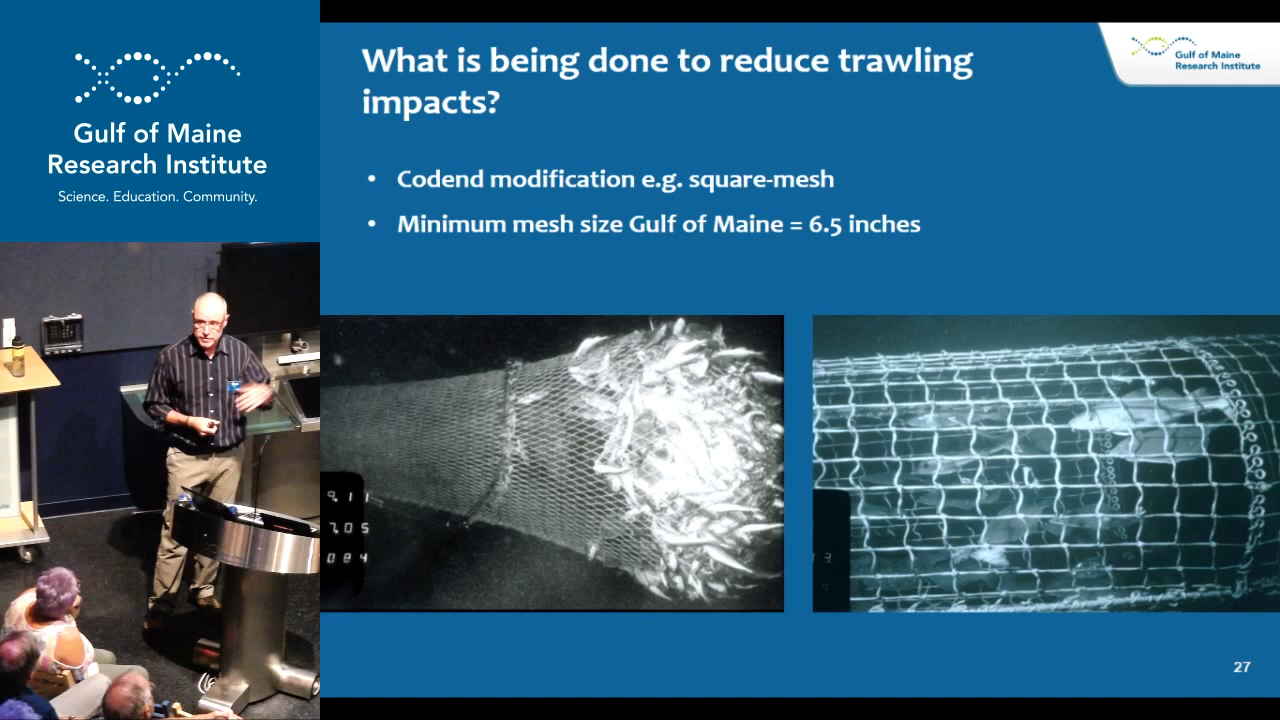 Gulf of Maine
Research Institute
Science. Education. Community.
What is being done to reduce trawling
impacts?
Gulf of Maine
Research Institute
• Codend modification e.g. square-mesh
• Minimum mesh size Gulf of Maine = 6.5 inches
27